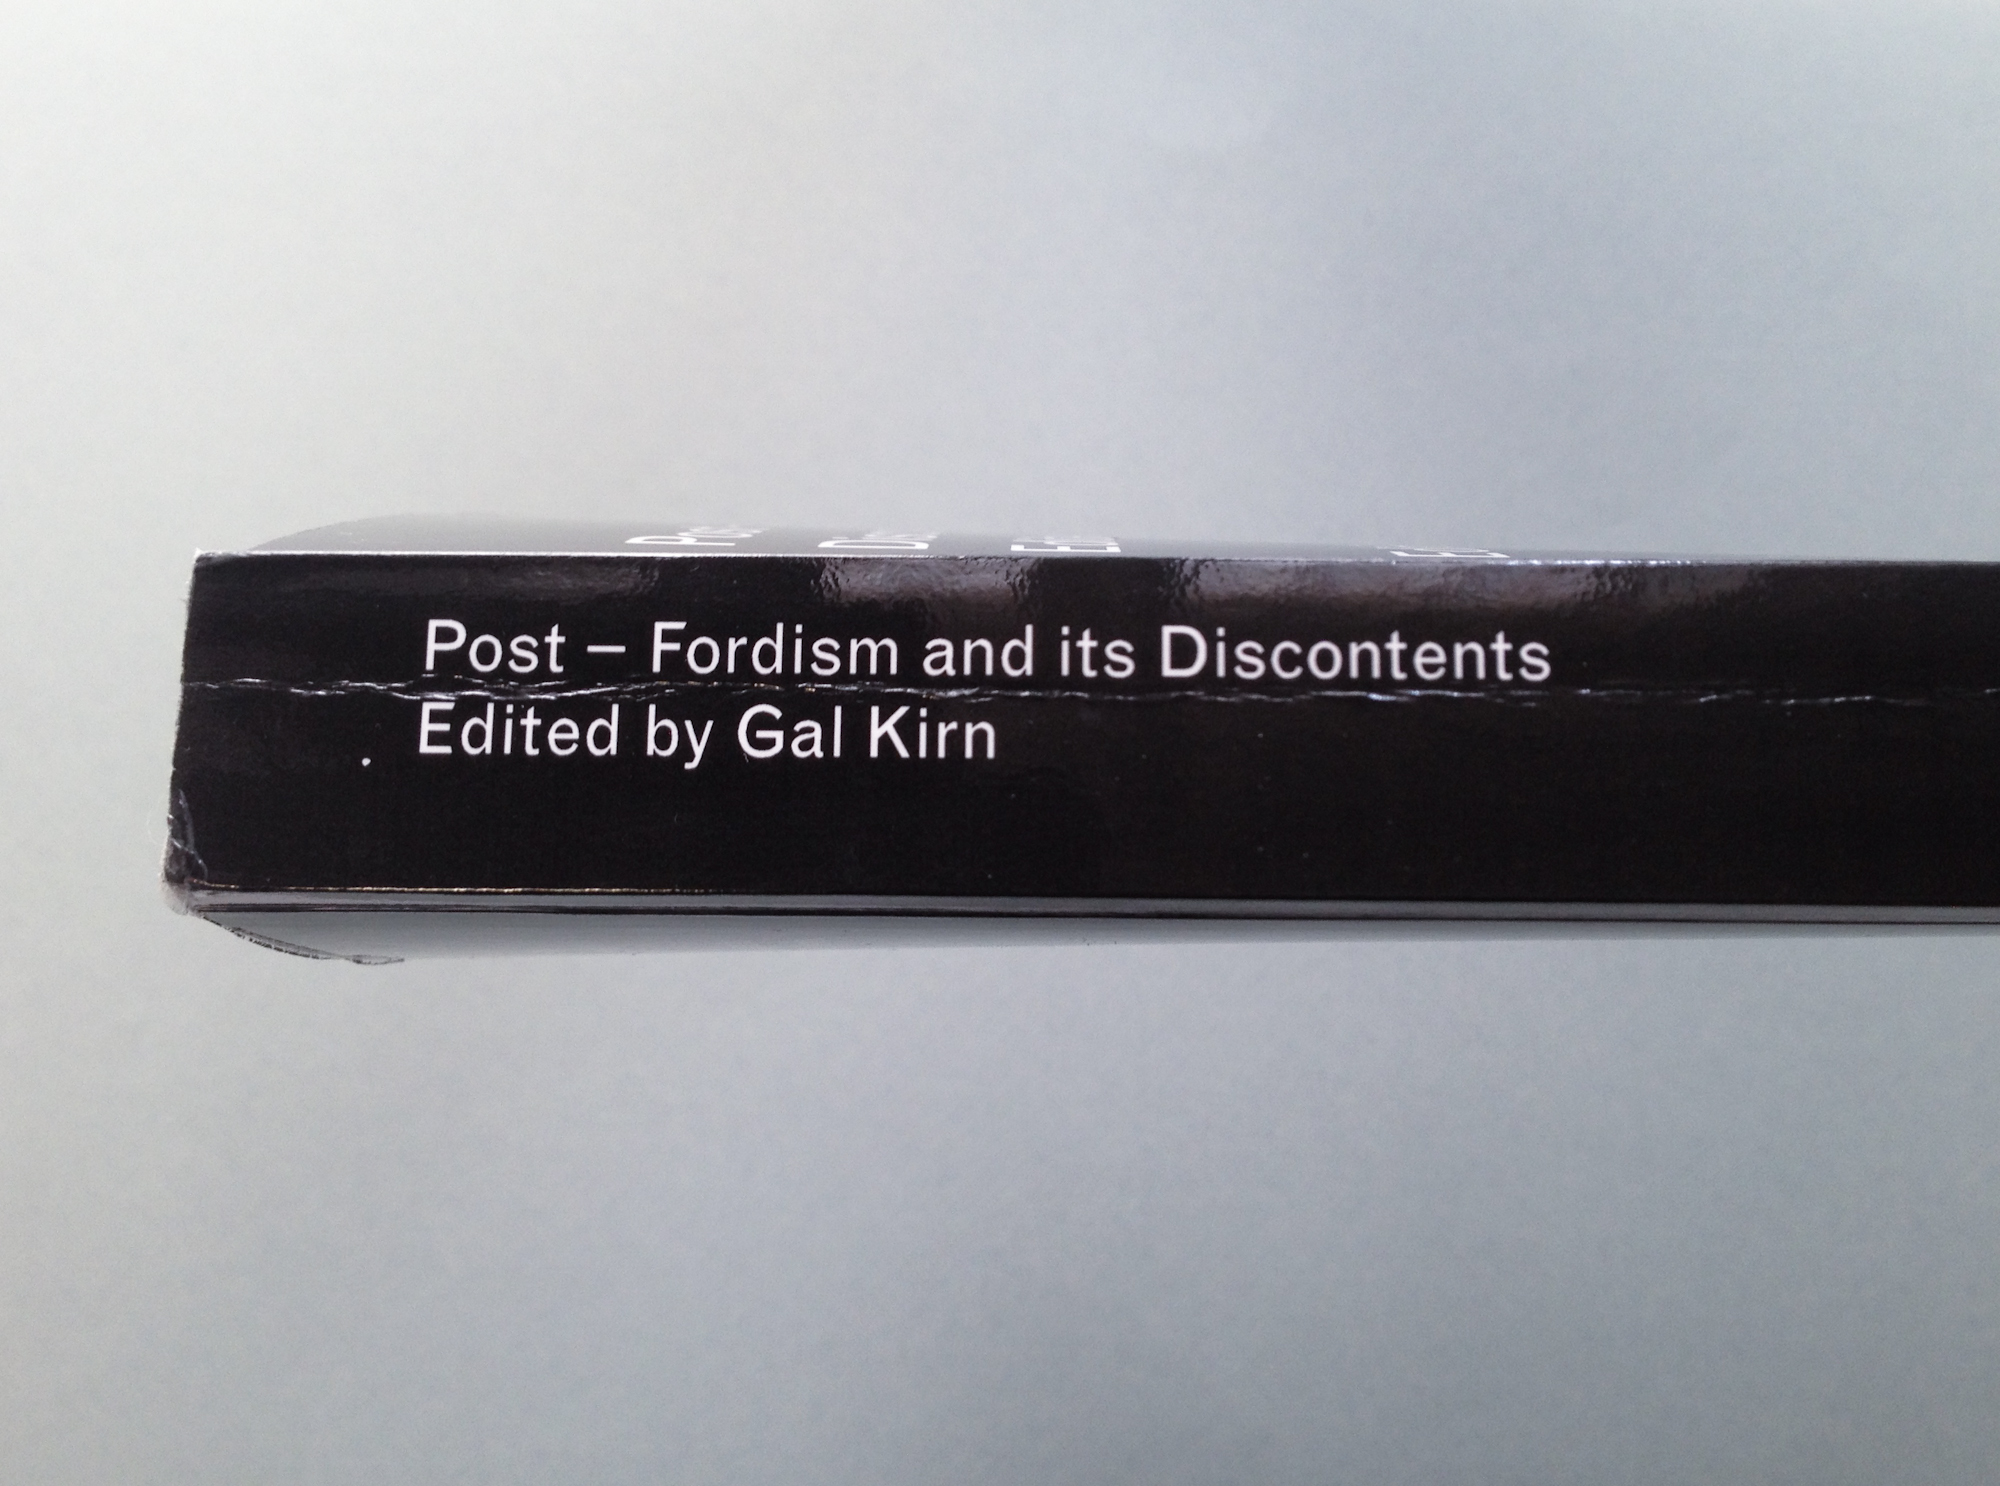 Post – Fordism and its Discontents
Edited by Gal Kirn